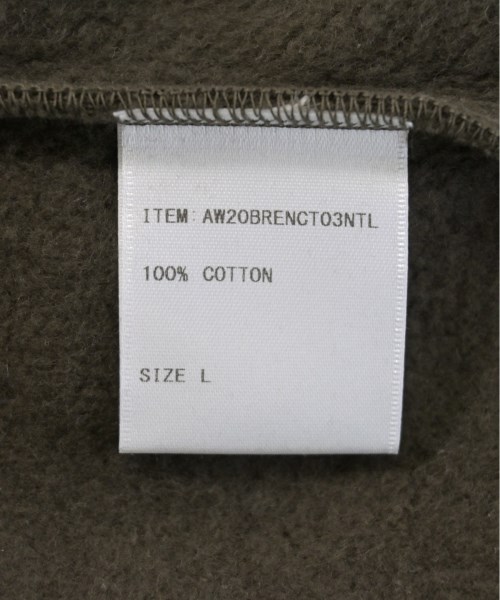 ITEM: AW20BRENCT03NTL
100% COTTON
SIZE L